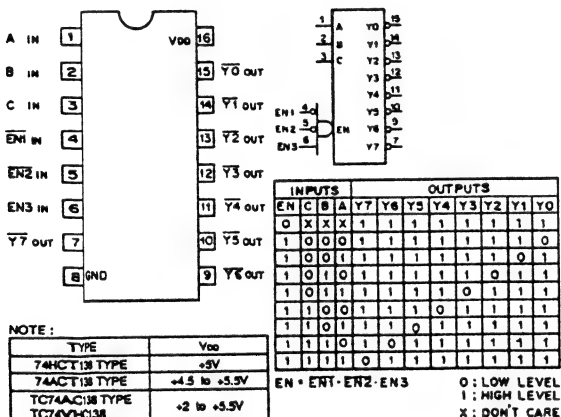 A IN 1
B IN 2
C IN 3
EN1 IN 4
EN2 IN 5
EN3 IN 6
Y7 OUT 7
8 GND
VDD 16
15 Y0 OUT
14 Y1 OUT
13 Y2 OUT
12 Y3 OUT
11 Y4 OUT
10 Y5 OUT
9 Y6 OUT
1 A Y0 15
2 B Y1 14
3 C Y2 13
Y3 12
Y4 11
EN1 4 Y5 10
EN2 5 EN Y6 9
EN3 6 Y7 7
INPUTS OUTPUTS
EN C B A Y7 Y6 Y5 Y4 Y3 Y2 Y1 Y0
0 X X X 1 1 1 1 1 1 1 1
1 0 0 0 1 1 1 1 1 1 1 0
1 0 0 1 1 1 1 1 1 1 0 1
1 0 1 0 1 1 1 1 1 0 1 1
1 0 1 1 1 1 1 1 0 1 1 1
1 1 0 0 1 1 1 0 1 1 1 1
1 1 0 1 1 1 0 1 1 1 1 1
1 1 1 0 1 0 1 1 1 1 1 1
1 1 1 1 0 1 1 1 1 1 1 1
EN = EN1·EN2·EN3
0 : LOW LEVEL
1 : HIGH LEVEL
X : DON'T CARE
NOTE :
TYPE VDD
74HCT138 TYPE +5V
74ACT138 TYPE +4.5 to +5.5V
TC74AC138 TYPE
TC74VHC138 +2 to +5.5V